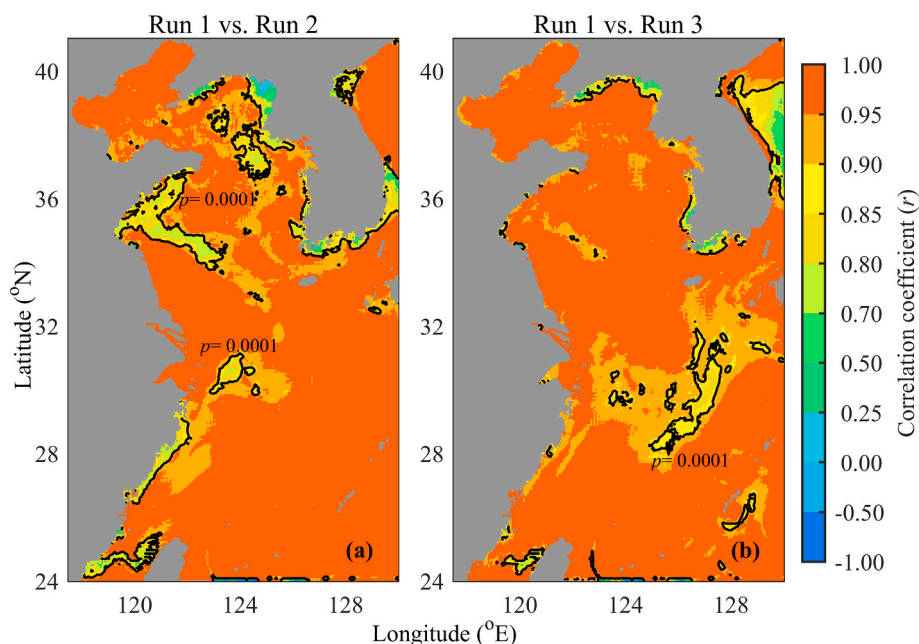 Run 1 vs. Run 2
Run 1 vs. Run 3
40
36
32
28
24
Latitude (°N)
p= 0.0001
p= 0.0001
(a)
120
124
128
40
36
32
28
24
p= 0.0001
(b)
120
124
128
Longitude (°E)
1.00
0.95
0.90
0.85
0.80
0.70
0.50
0.25
0.00
-0.50
-1.00
Correlation coefficient (r)